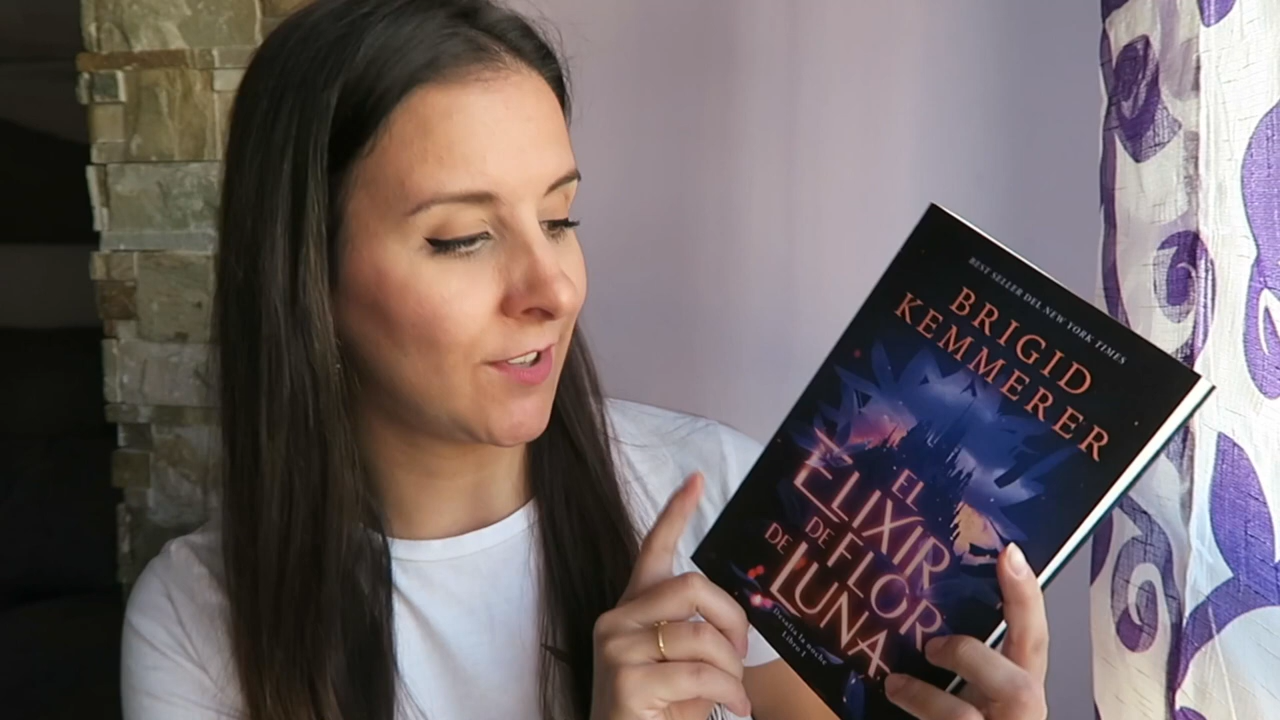 BEST SELLER DEL NEW YORK TIMES
BRIGID
KEMMERER
EL
ELIXIR
DE FLOR
DE LUNA
Desafía la noche
Libro 1